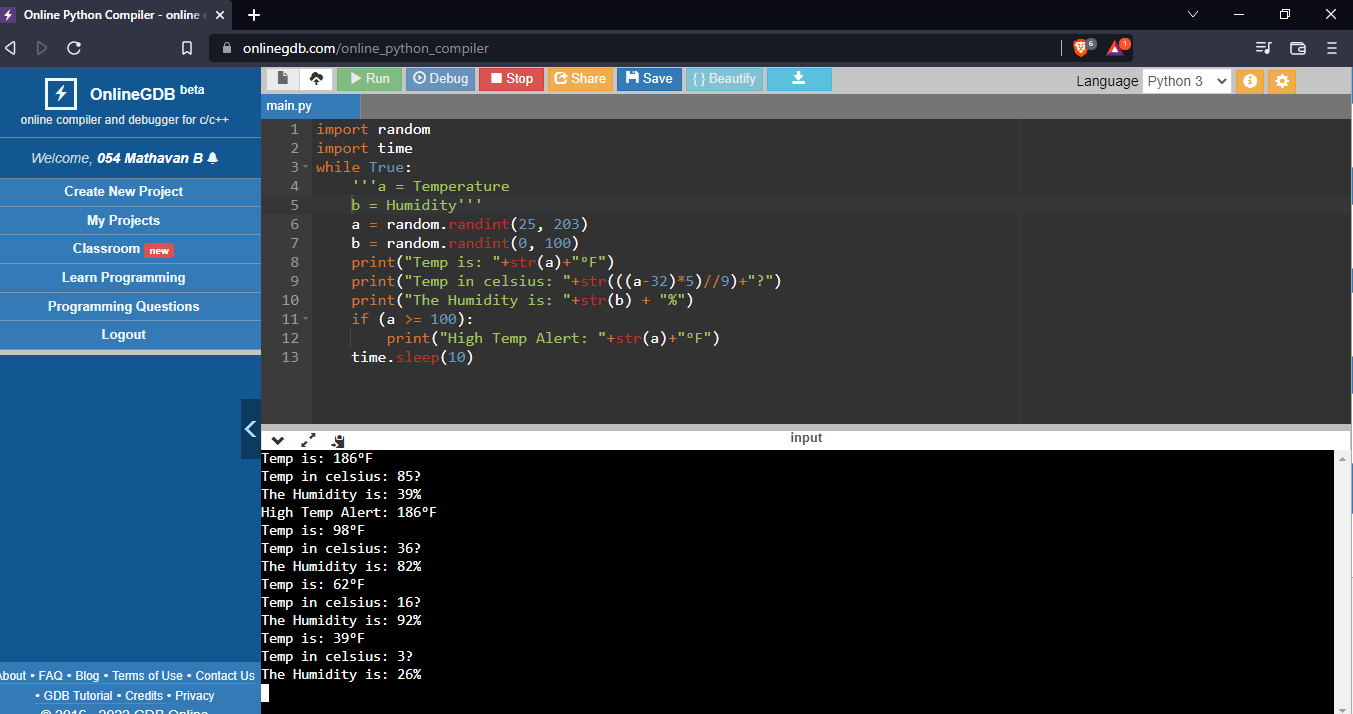 Online Python Compiler - online e
onlinegdb.com/online_python_compiler
6
1
OnlineGDB beta
online compiler and debugger for c/c++
Welcome, 054 Mathavan B
Create New Project
My Projects
Classroom new
Learn Programming
Programming Questions
Logout
About • FAQ • Blog • Terms of Use • Contact Us
• GDB Tutorial • Credits • Privacy
Run Debug Stop Share Save { } Beautify
Language Python 3
main.py
1 import random
2 import time
3 while True:
4 '''a = Temperature
5 b = Humidity'''
6 a = random.randint(25, 203)
7 b = random.randint(0, 100)
8 print("Temp is: "+str(a)+"°F")
9 print("Temp in celsius: "+str(((a-32)*5)//9)+"?")
10 print("The Humidity is: "+str(b) + "%")
11 if (a >= 100):
12 print("High Temp Alert: "+str(a)+"°F")
13 time.sleep(10)
input
Temp is: 186°F
Temp in celsius: 85?
The Humidity is: 39%
High Temp Alert: 186°F
Temp is: 98°F
Temp in celsius: 36?
The Humidity is: 82%
Temp is: 62°F
Temp in celsius: 16?
The Humidity is: 92%
Temp is: 39°F
Temp in celsius: 3?
The Humidity is: 26%